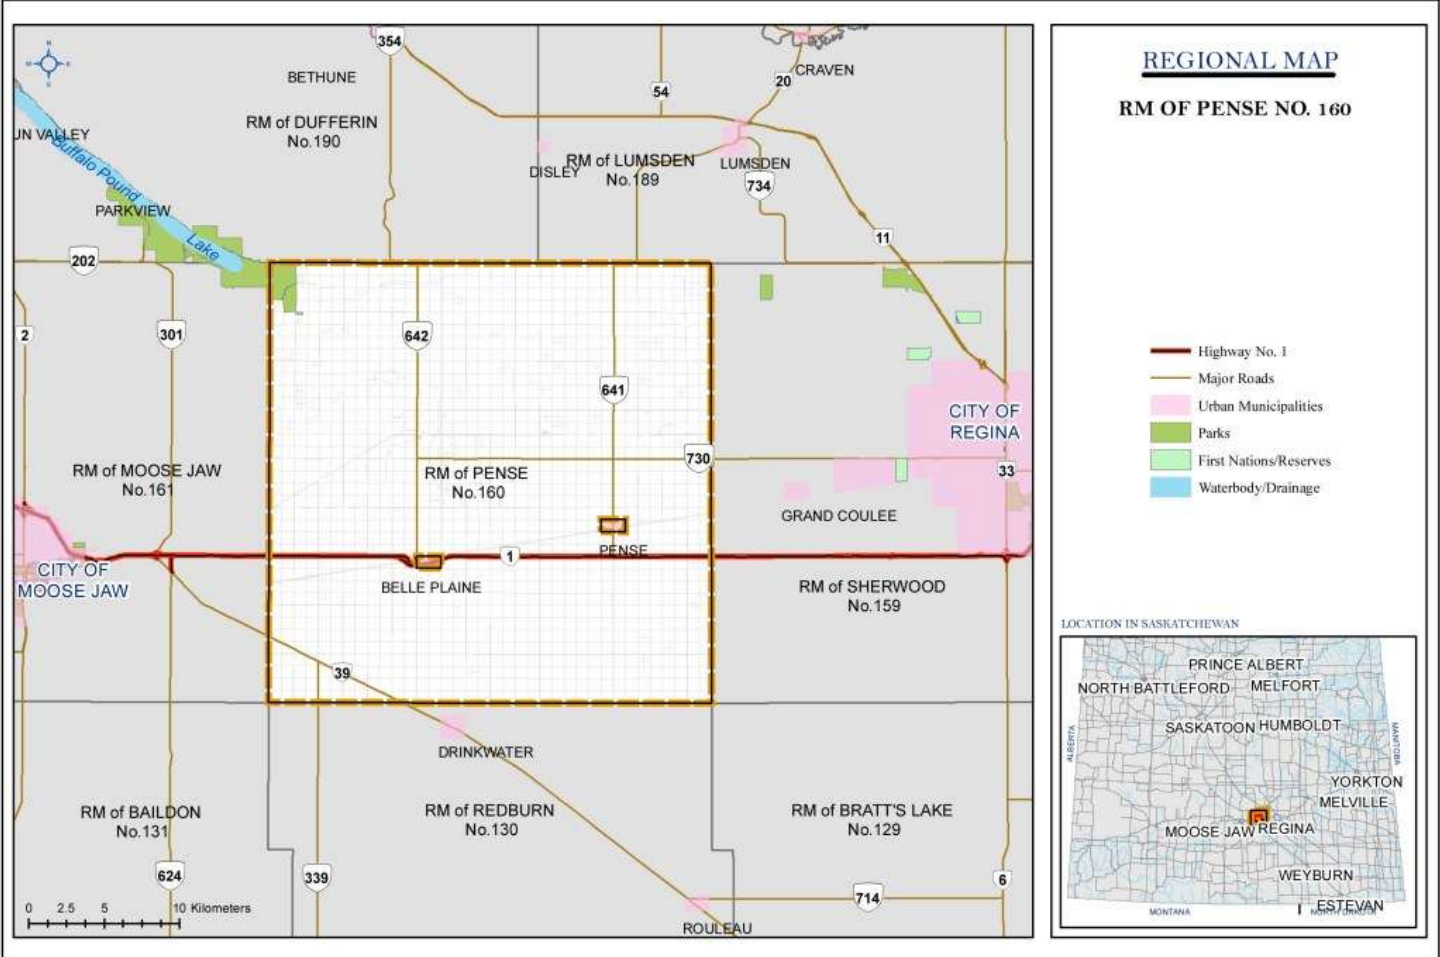 REGIONAL MAP
RM OF PENSE NO. 160
N
354
BETHUNE
CRAVEN
20
54
UN VALLEY
RM of DUFFERIN
No.190
Buffalo Pound
Lake
DISLEY
RM of LUMSDEN
No.189
LUMSDEN
734
PARKVIEW
11
202
2
301
642
641
CITY OF
REGINA
730
33
RM of MOOSE JAW
No.161
RM of PENSE
No.160
GRAND COULEE
PENSE
1
CITY OF
MOOSE JAW
BELLE PLAINE
RM of SHERWOOD
No.159
39
DRINKWATER
RM of BAILDON
No.131
RM of REDBURN
No.130
RM of BRATT'S LAKE
No.129
624
339
714
6
ROULEAU
0 2.5 5 10 Kilometers
Highway No. 1
Major Roads
Urban Municipalities
Parks
First Nations/Reserves
Waterbody/Drainage
LOCATION IN SASKATCHEWAN
PRINCE ALBERT
NORTH BATTLEFORD
MELFORT
SASKATOON
HUMBOLDT
ALBERTA
MANITOBA
YORKTON
MELVILLE
MOOSE JAW
REGINA
WEYBURN
ESTEVAN
MONTANA
NORTH DAKOTA